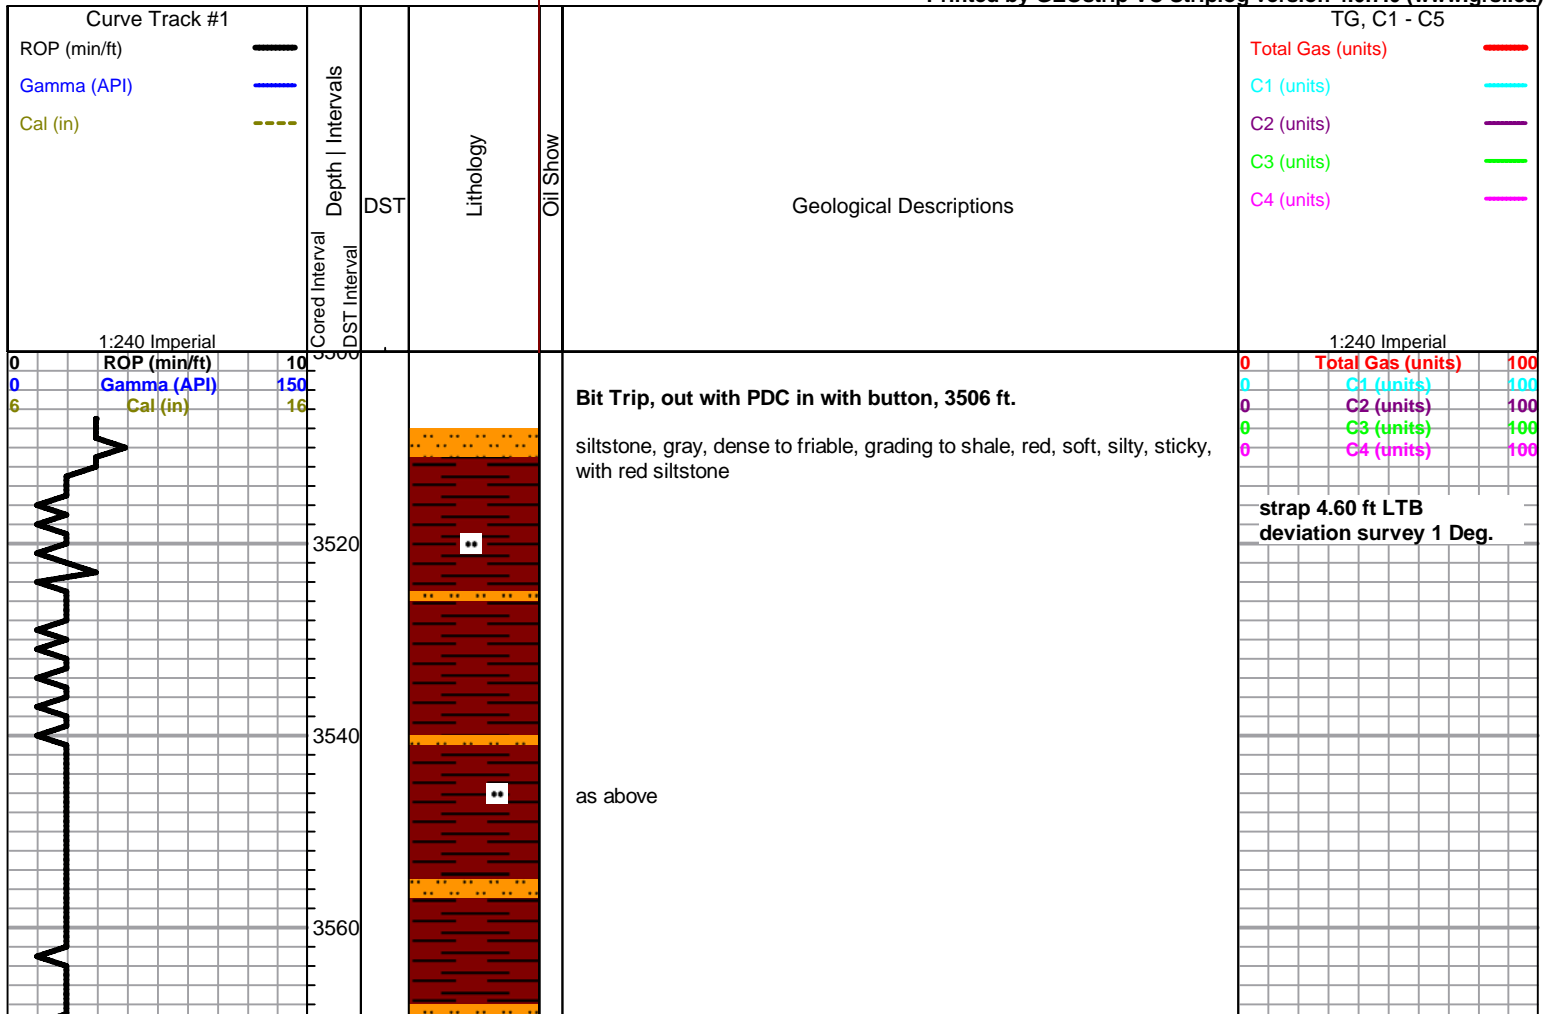 Curve Track #1
ROP (min/ft)
Gamma (API)
Cal (in)
1:240 Imperial
Cored Interval
Depth | Intervals
DST Interval
DST
Lithology
Oil Show
Geological Descriptions
TG, C1 - C5
Total Gas (units)
C1 (units)
C2 (units)
C3 (units)
C4 (units)
1:240 Imperial
0 ROP (min/ft) 10
0 Gamma (API) 150
6 Cal (in) 16
3500
0 Total Gas (units) 100
0 C1 (units) 100
0 C2 (units) 100
0 C3 (units) 100
0 C4 (units) 100
Bit Trip, out with PDC in with button, 3506 ft.
siltstone, gray, dense to friable, grading to shale, red, soft, silty, sticky,
with red siltstone
strap 4.60 ft LTB
deviation survey 1 Deg.
3520
3540
as above
3560